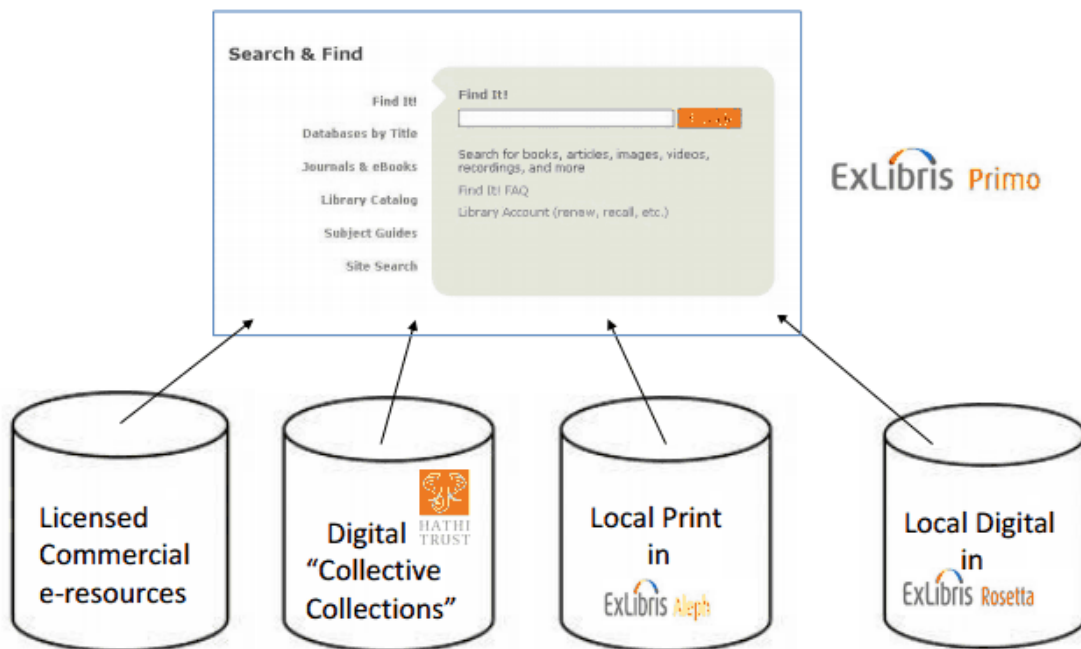 Search & Find
Find It!
Databases by Title
Journals & eBooks
Library Catalog
Subject Guides
Site Search
Find It!
Search for books, articles, images, videos,
recordings, and more
Find It! FAQ
Library Account (renew, recall, etc.)
ExLibris Primo
Licensed
Commercial
e-resources
HATHI
TRUST
Digital
“Collective
Collections”
Local Print
in
ExLibris Aleph
Local Digital
in
ExLibris Rosetta